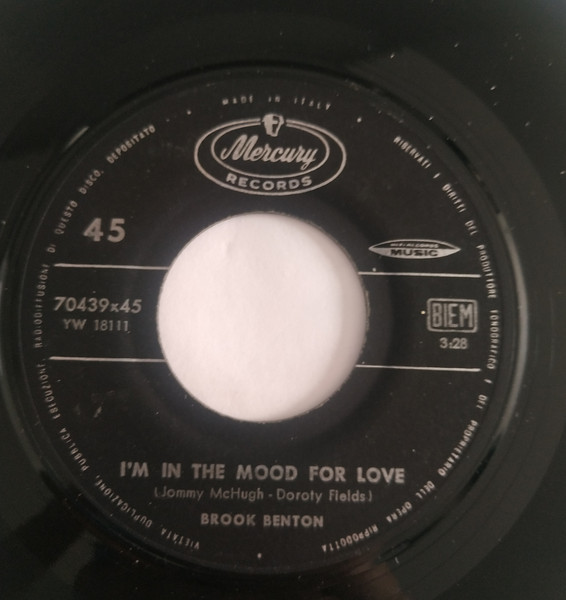 MADE IN ITALY
Mercury
RECORDS
45
HIFI-RECORDS
MUSIC
70439x45
YW 18111
BIEM
3:28
I'M IN THE MOOD FOR LOVE
(Jommy McHugh - Doroty Fields)
BROOK BENTON
RISERVATI I DIRITTI DEL PRODUTTORE FONOGRAFICO E DEL PROPRIETARIO DELL'OPERA RIPRODOTTA
VIETATA DUPLICAZIONE, PUBBLICA ESECUZIONE RADIODIFFUSIONE DI QUESTO DISCO. DEPOSITATO